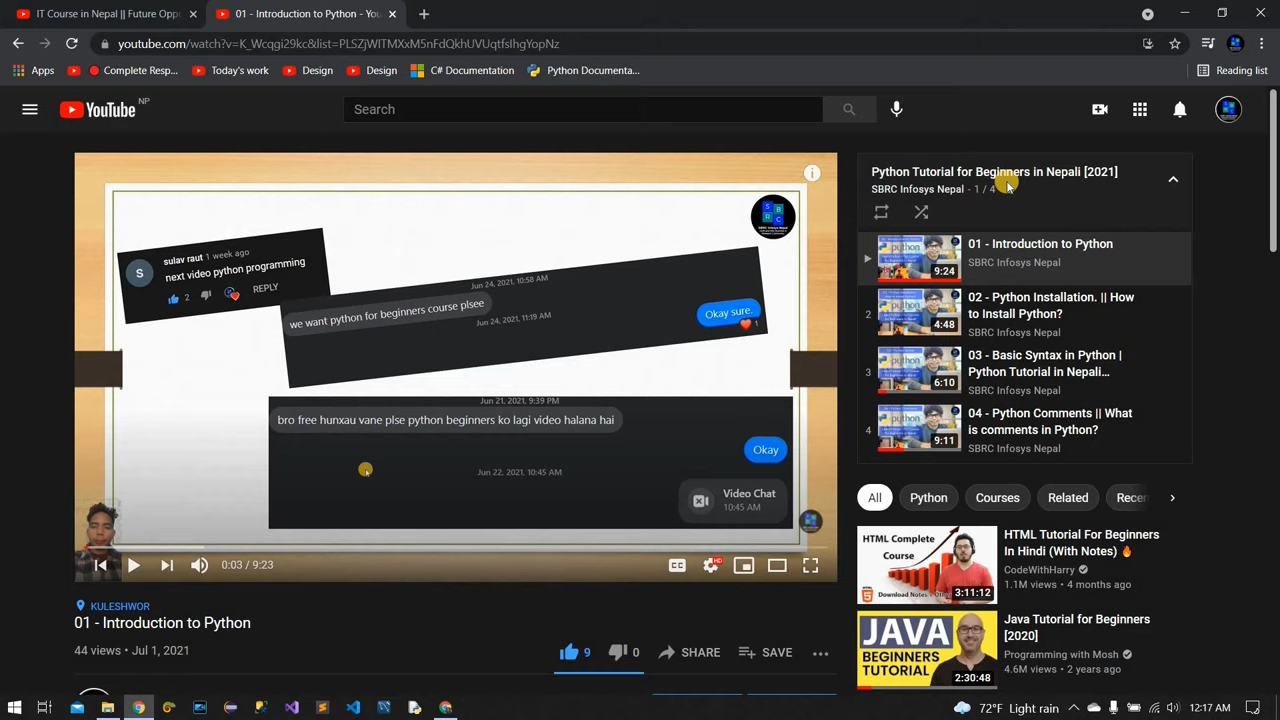 IT Course in Nepal || Future Opp
01 - Introduction to Python - You
youtube.com/watch?v=K_Wcqgi29kc&list=PLSZjWITMXxM5nFdQkhUVUqtfsIhgYopNz
Apps
Complete Resp...
Today's work
Design
Design
C# Documentation
Python Documenta...
Reading list
YouTube NP
Search
sulav raut 1 week ago
next video python programming
2
REPLY
Jun 24, 2021, 10:58 AM
we want python for beginners course plsee
Jun 24, 2021, 11:19 AM
Okay sure.
1
Jun 21, 2021, 9:39 PM
bro free hunxau vane plse python beginners ko lagi video halana hai
Okay
Jun 22, 2021, 10:45 AM
Video Chat
10:45 AM
0:03 / 9:23
CC
HD
KULESHWOR
01 - Introduction to Python
44 views • Jul 1, 2021
9
0
SHARE
SAVE
Python Tutorial for Beginners in Nepali [2021]
SBRC Infosys Nepal - 1 / 4
9:24
01 - Introduction to Python
SBRC Infosys Nepal
2
4:48
02 - Python Installation. || How
to Install Python?
SBRC Infosys Nepal
3
6:10
03 - Basic Syntax in Python |
Python Tutorial in Nepali...
SBRC Infosys Nepal
4
9:11
04 - Python Comments || What
is comments in Python?
SBRC Infosys Nepal
All
Python
Courses
Related
Recen
HTML Complete
Course
3:11:12
HTML Tutorial For Beginners
In Hindi (With Notes) 🔥
CodeWithHarry
1.1M views • 4 months ago
JAVA
BEGINNERS
TUTORIAL
2:30:48
Java Tutorial for Beginners
[2020]
Programming with Mosh
4.6M views • 2 years ago
72°F Light rain
12:17 AM